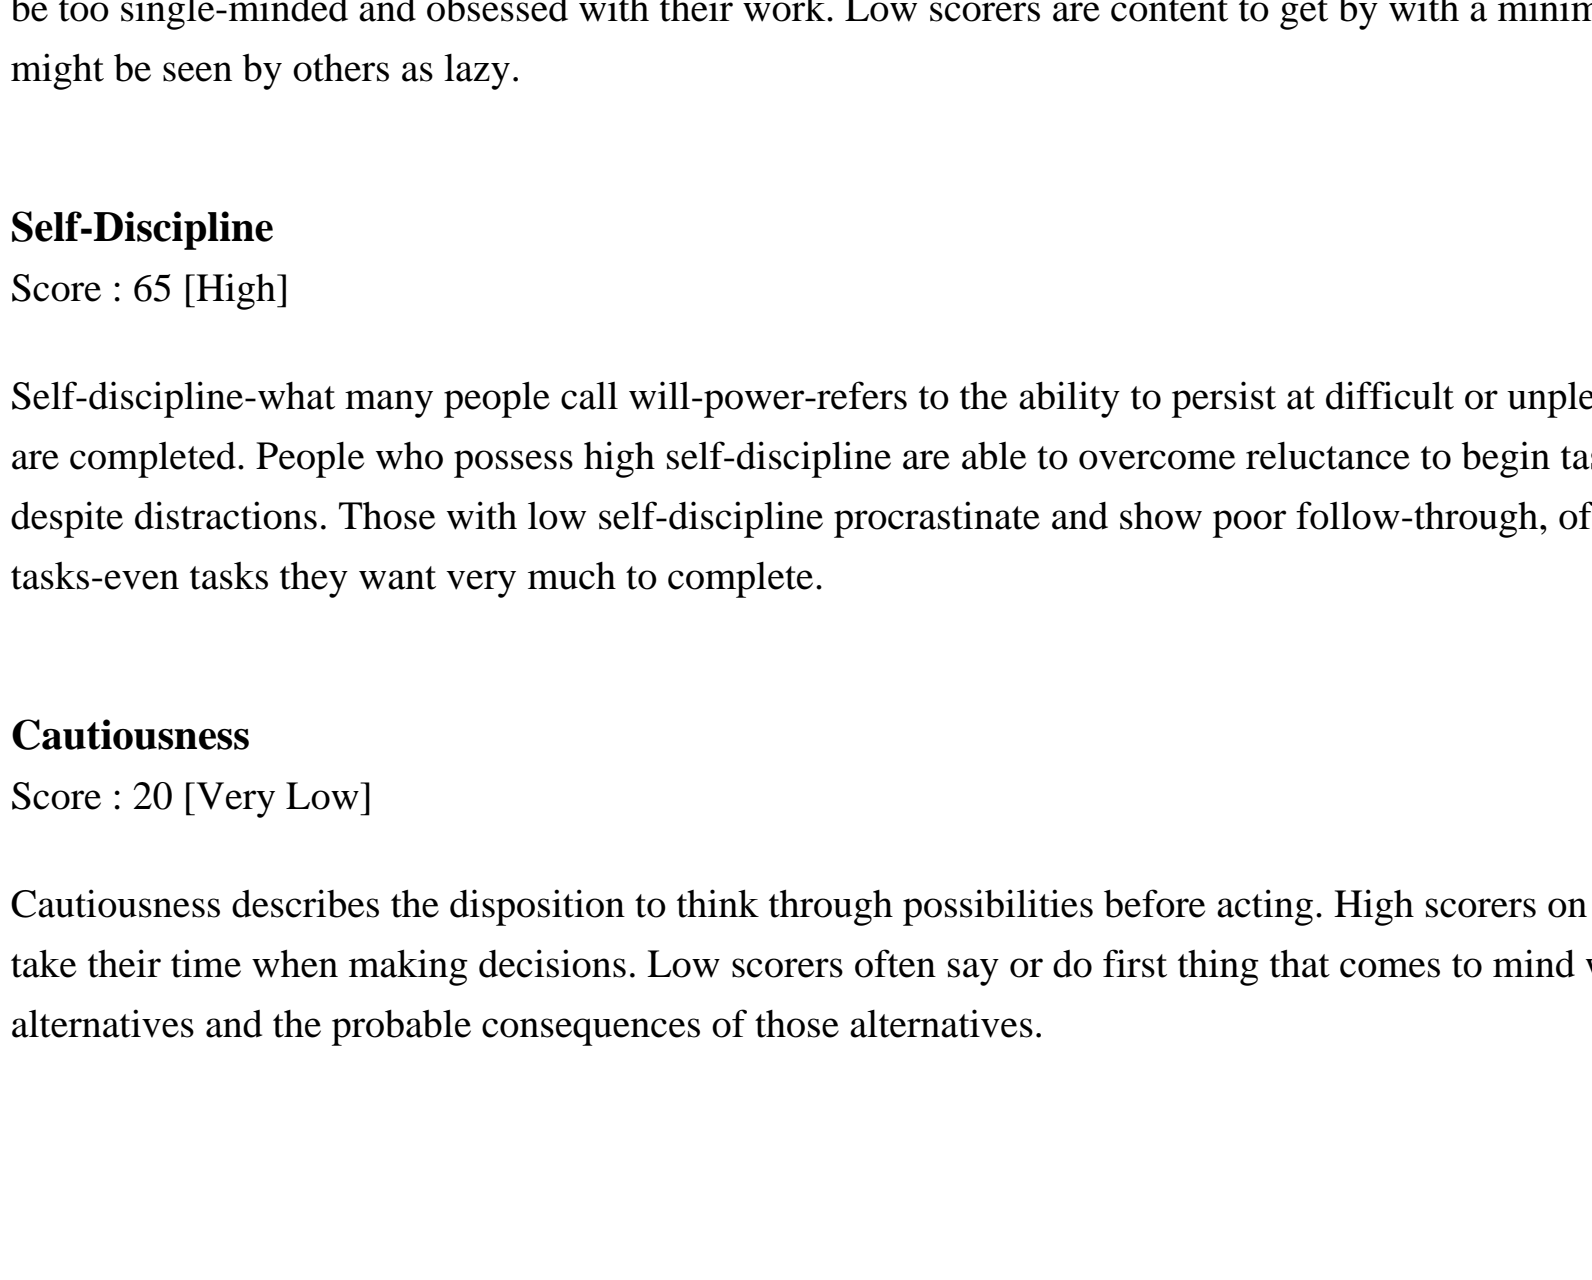 be too single-minded and obsessed with their work. Low scorers are content to get by with a
might be seen by others as lazy.
Self-Discipline
Score : 65 [High]
Self-discipline-what many people call will-power-refers to the ability to persist at difficult or
are completed. People who possess high self-discipline are able to overcome reluctance to begin
despite distractions. Those with low self-discipline procrastinate and show poor follow-through,
tasks-even tasks they want very much to complete.
Cautiousness
Score : 20 [Very Low]
Cautiousness describes the disposition to think through possibilities before acting. High scorers on
take their time when making decisions. Low scorers often say or do first thing that comes to mind
alternatives and the probable consequences of those alternatives.